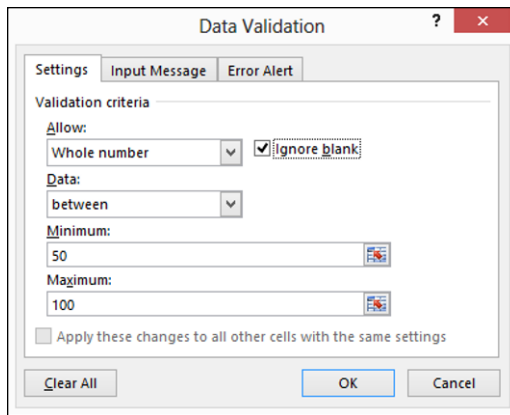 Data Validation ? ×
Settings Input Message Error Alert
Validation criteria
Allow:
Whole number Ignore blank
Data:
between
Minimum:
50
Maximum:
100
Apply these changes to all other cells with the same settings
Clear All OK Cancel